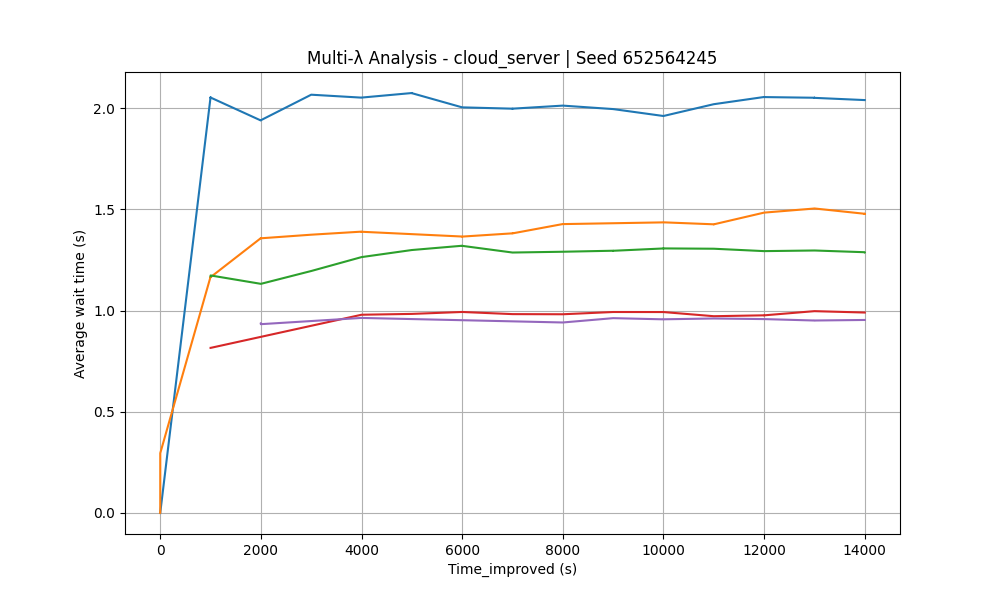 Multi-λ Analysis - cloud_server | Seed 652564245
2.0
1.5
1.0
0.5
0.0
Average wait time (s)
0 2000 4000 6000 8000 10000 12000 14000
Time_improved (s)